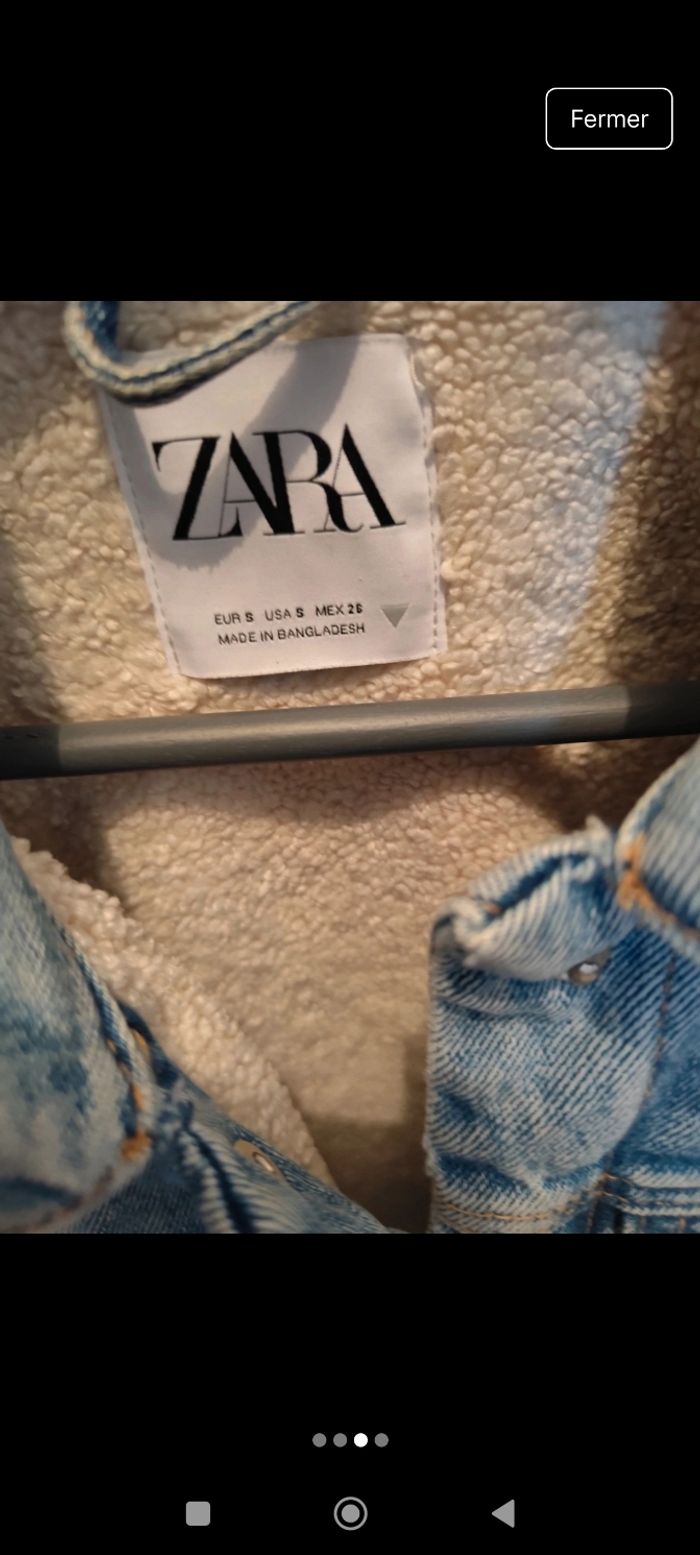 Fermer
ZARA
EUR S USA S MEX 26
MADE IN BANGLADESH